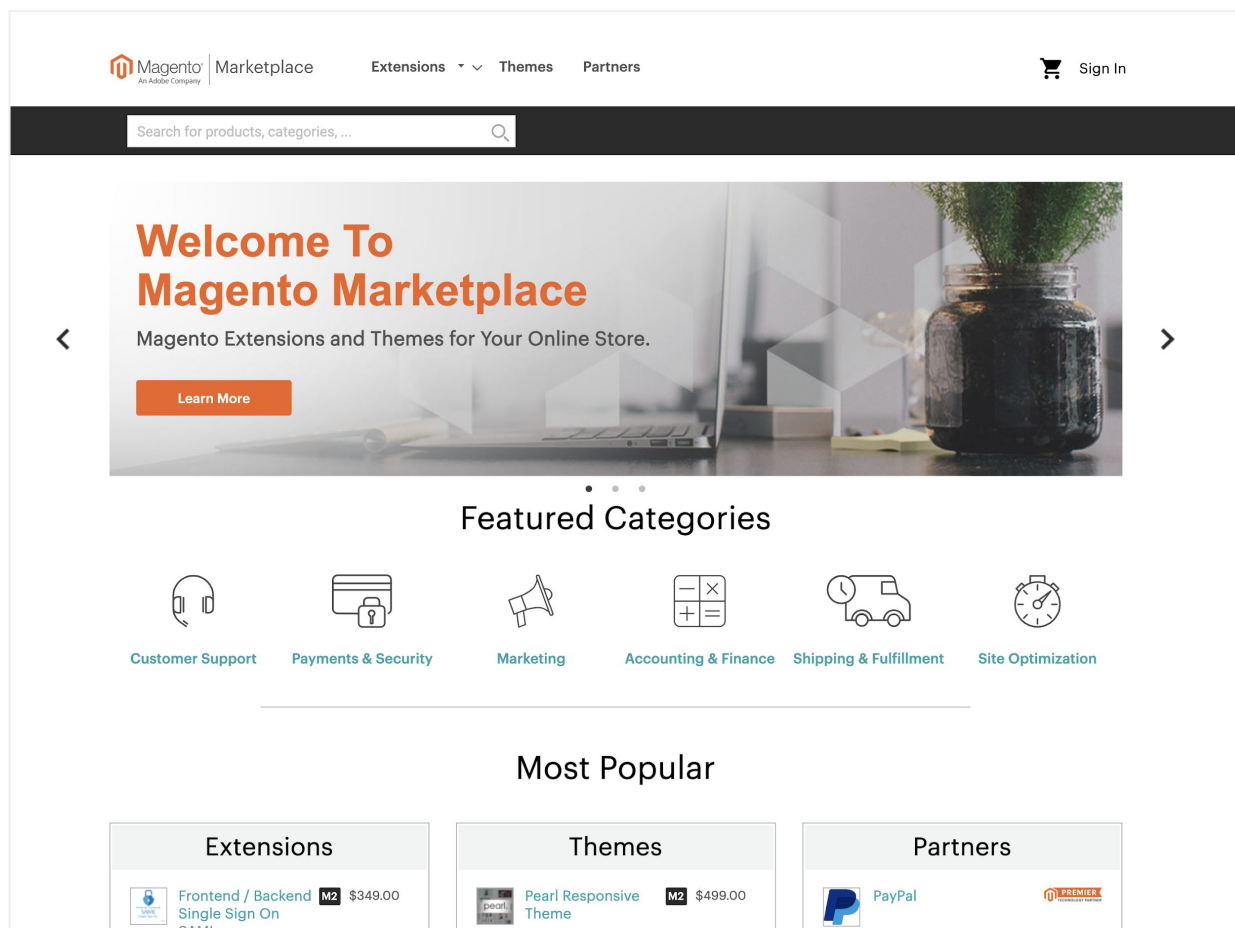 Magento® Marketplace Extensions Themes Partners Sign In
An Adobe Company
Search for products, categories, ...
Welcome To
Magento Marketplace
Magento Extensions and Themes for Your Online Store.
Learn More
Featured Categories
Customer Support Payments & Security Marketing Accounting & Finance Shipping & Fulfillment Site Optimization
Most Popular
Extensions
Frontend / Backend M2 $349.00
Single Sign On
Themes
pearl.
Pearl Responsive M2 $499.00
Theme
Partners
PayPal PREMIER
TECHNOLOGY PARTNER